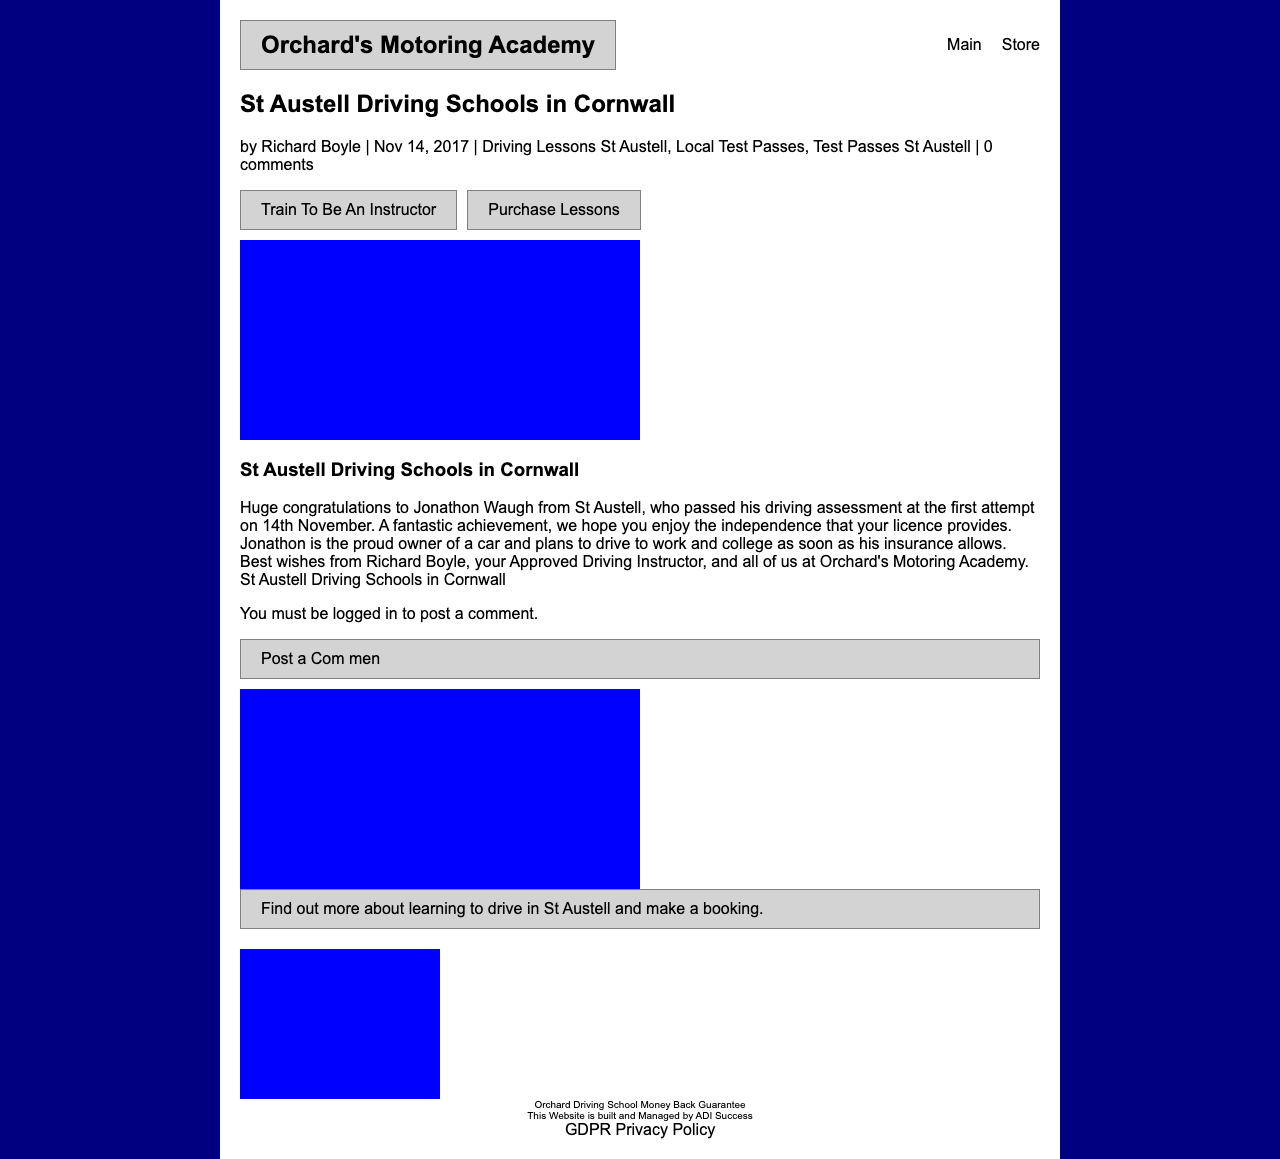 Orchard's Motoring Academy
Main Store
St Austell Driving Schools in Cornwall
by Richard Boyle | Nov 14, 2017 | Driving Lessons St Austell, Local Test Passes, Test Passes St Austell | 0
comments
Train To Be An Instructor
Purchase Lessons
St Austell Driving Schools in Cornwall
Huge congratulations to Jonathon Waugh from St Austell, who passed his driving assessment at the first attempt
on 14th November. A fantastic achievement, we hope you enjoy the independence that your licence provides.
Jonathon is the proud owner of a car and plans to drive to work and college as soon as his insurance allows.
Best wishes from Richard Boyle, your Approved Driving Instructor, and all of us at Orchard's Motoring Academy.
St Austell Driving Schools in Cornwall
You must be logged in to post a comment.
Post a Com men
Find out more about learning to drive in St Austell and make a booking.
Orchard Driving School Money Back Guarantee
This Website is built and Managed by ADI Success
GDPR Privacy Policy